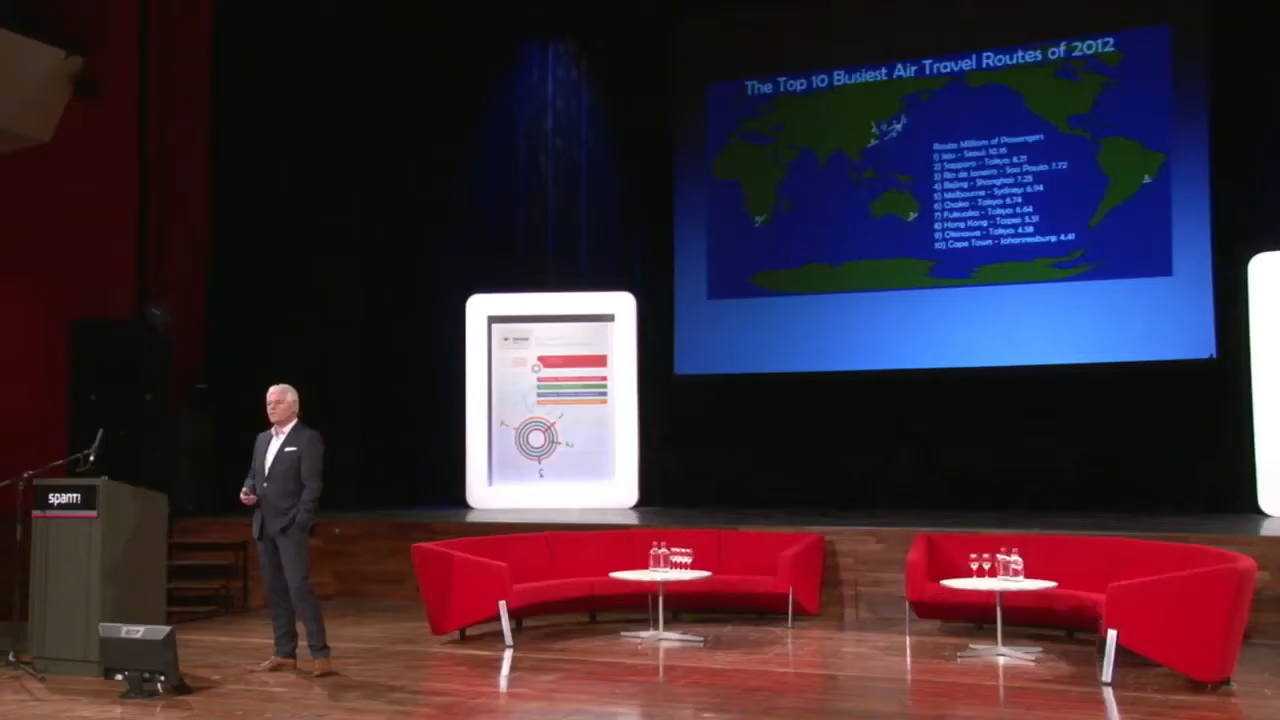 The Top 10 Busiest Air Travel Routes of 2012
Route: Millions of Passengers
1) Jeju - Seoul: 10.16
2) Sapporo - Tokyo: 8.21
3) Rio de Janeiro - Sao Paulo: 7.72
4) Beijing - Shanghai: 7.25
5) Melbourne - Sydney: 6.94
6) Osaka - Tokyo: 6.74
7) Fukuoka - Tokyo: 6.64
8) Hong Kong - Taipei: 5.51
9) Okinawa - Tokyo: 4.58
10) Cape Town - Johannesburg: 4.41
spant!